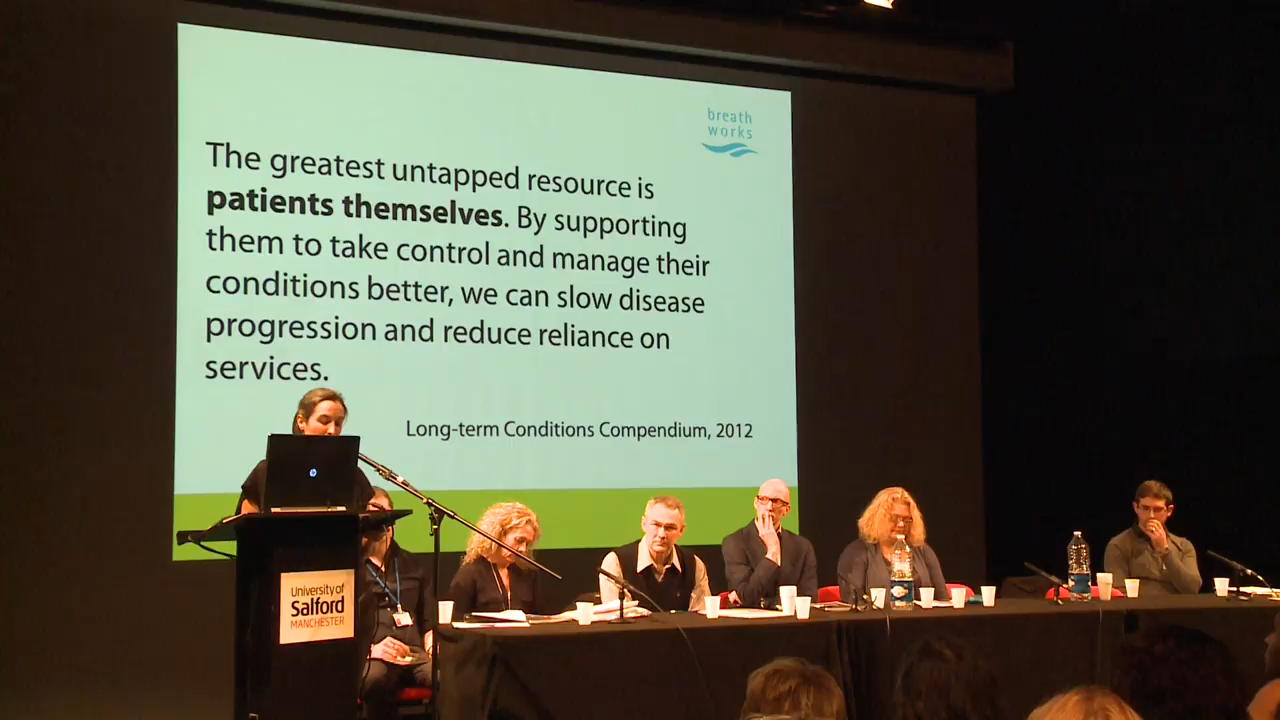 breath
works
The greatest untapped resource is
patients themselves. By supporting
them to take control and manage their
conditions better, we can slow disease
progression and reduce reliance on
services.
Long-term Conditions Compendium, 2012
hp
University of
Salford
MANCHESTER